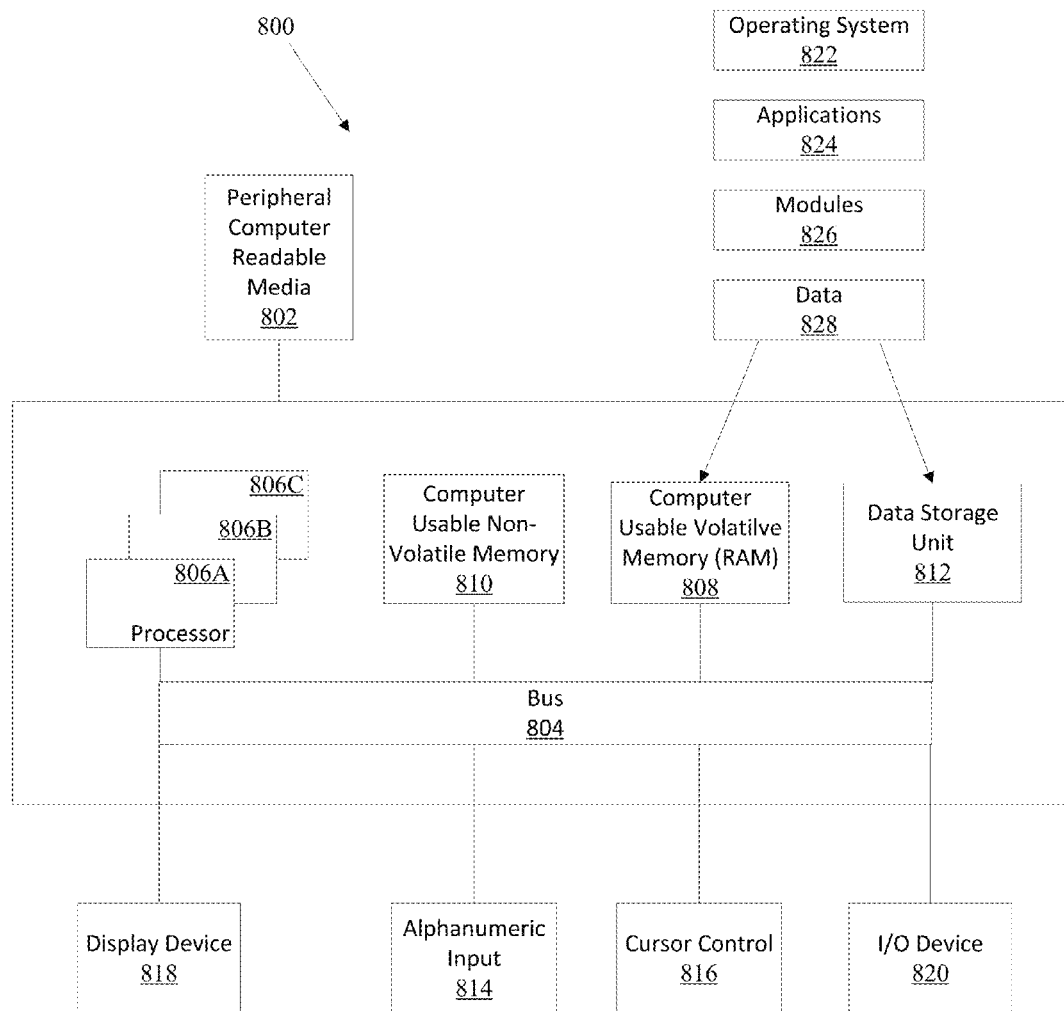 800
Operating System
822
Applications
824
Modules
826
Data
828
Peripheral
Computer
Readable
Media
802
806C
806B
806A
Processor
Computer
Usable Non-
Volatile Memory
810
Computer
Usable Volatilve
Memory (RAM)
808
Data Storage
Unit
812
Bus
804
Display Device
818
Alphanumeric
Input
814
Cursor Control
816
I/O Device
820